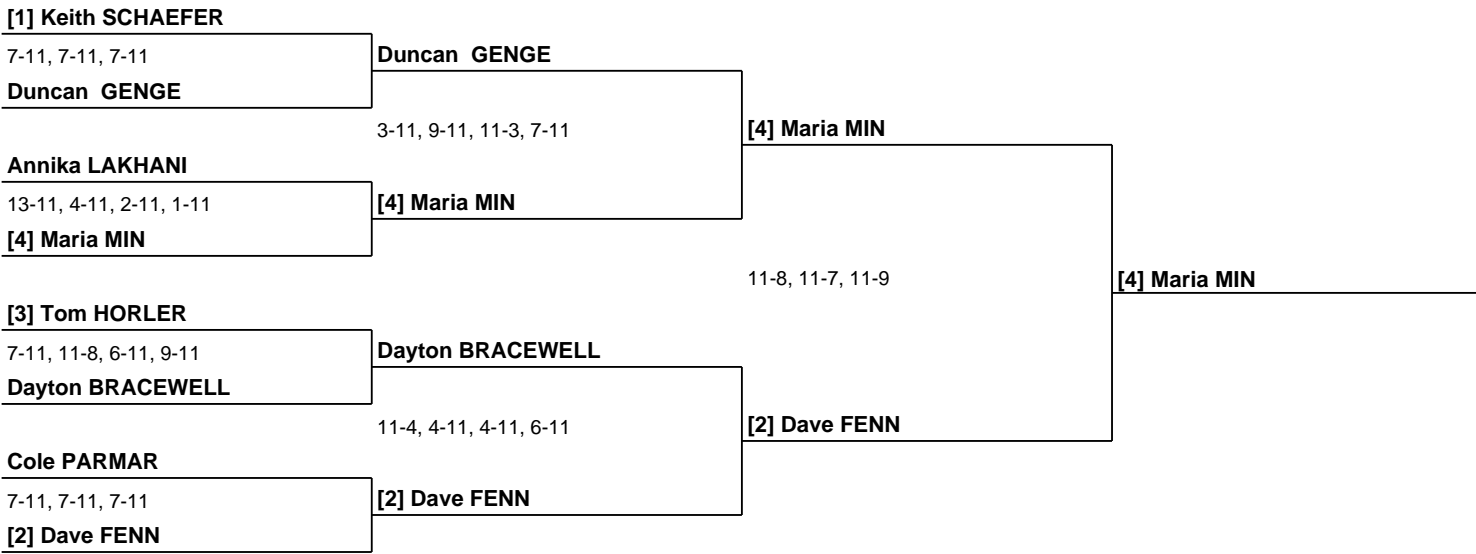 [1] Keith SCHAEFER
7-11, 7-11, 7-11
Duncan  GENGE
Duncan  GENGE
3-11, 9-11, 11-3, 7-11
[4] Maria MIN
Annika LAKHANI
13-11, 4-11, 2-11, 1-11
[4] Maria MIN
[4] Maria MIN
11-8, 11-7, 11-9
[4] Maria MIN
[3] Tom HORLER
7-11, 11-8, 6-11, 9-11
Dayton BRACEWELL
Dayton BRACEWELL
11-4, 4-11, 4-11, 6-11
[2] Dave FENN
Cole PARMAR
7-11, 7-11, 7-11
[2] Dave FENN
[2] Dave FENN